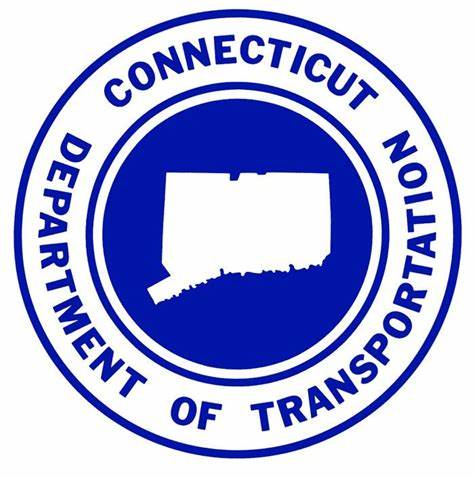 CONNECTICUT
DEPARTMENT OF TRANSPORTATION